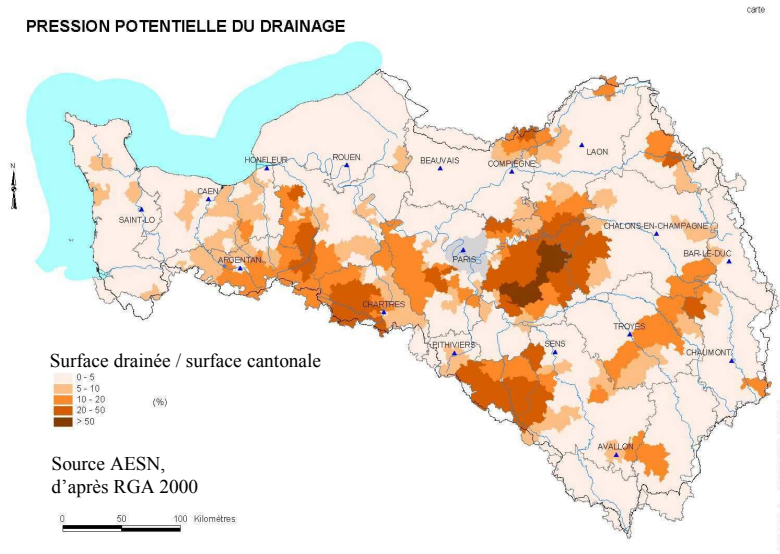 carte
PRESSION POTENTIELLE DU DRAINAGE
N
HONFLEUR
ROUEN
BEAUVAIS
COMPIEGNE
LAON
CAEN
SAINT-LO
CHALONS-EN-CHAMPAGNE
PARIS
BAR-LE-DUC
ARGENTAN
CHARTRES
TROYES
PITHIVIERS
SENS
CHAUMONT
AVALLON
Surface drainée / surface cantonale
0 - 5
5 - 10
10 - 20
20 - 50
> 50
(%)
Source AESN,
d’après RGA 2000
0 50 100 Kilomètres